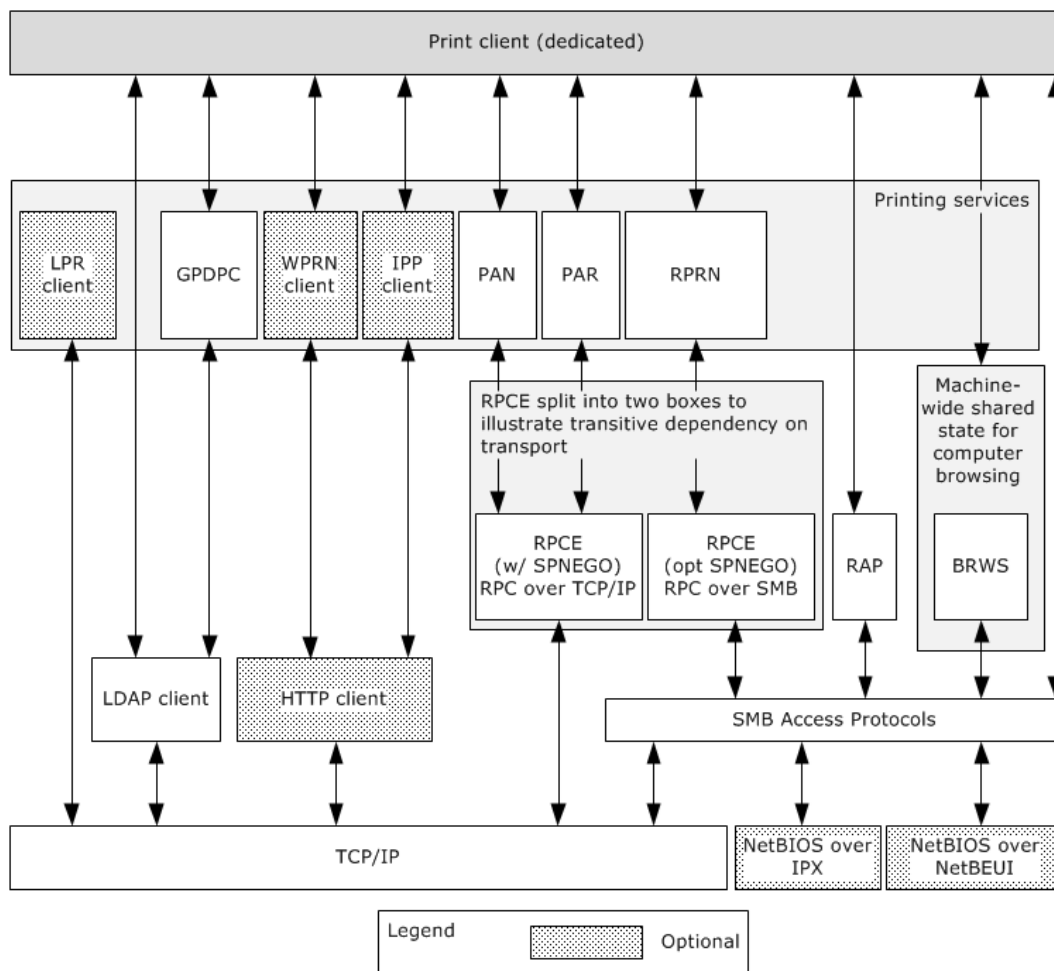 Print client (dedicated)
Printing services
LPR
client
GPDPC
WPRN
client
IPP
client
PAN
PAR
RPRN
RPCE split into two boxes to
illustrate transitive dependency on
transport
Machine-
wide shared
state for
computer
browsing
RPCE
(w/ SPNEGO)
RPC over TCP/IP
RPCE
(opt SPNEGO)
RPC over SMB
RAP
BRWS
LDAP client
HTTP client
SMB Access Protocols
TCP/IP
NetBIOS over
IPX
NetBIOS over
NetBEUI
Legend
Optional